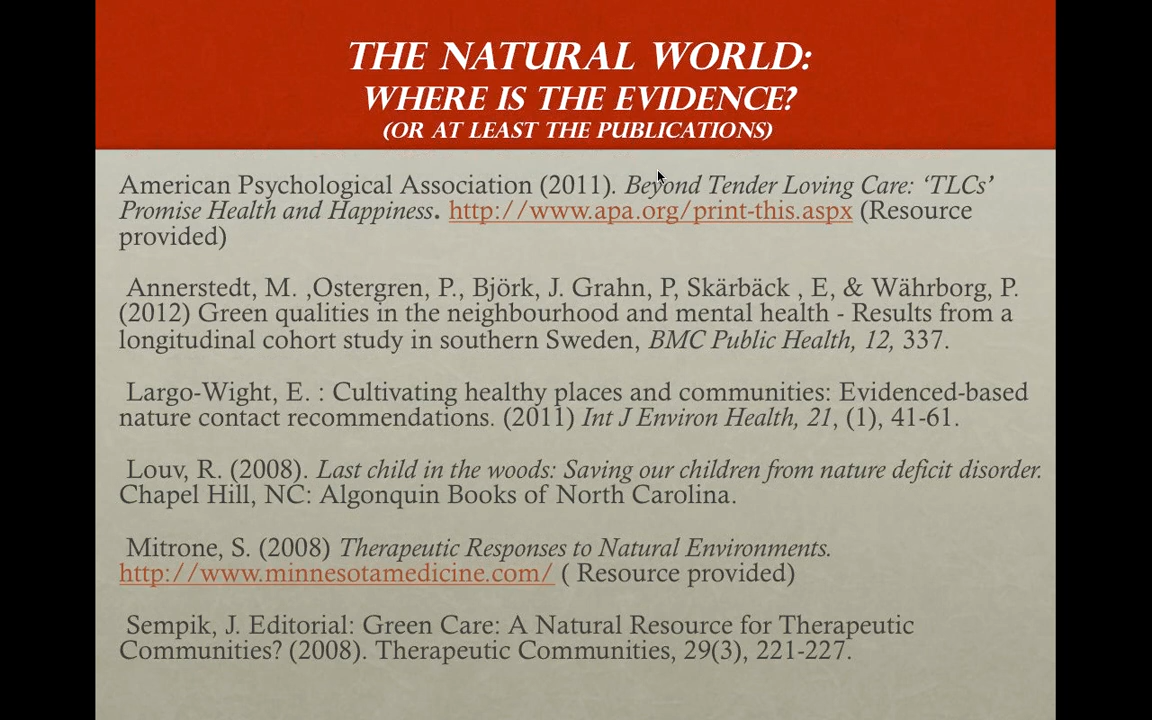 THE NATURAL WORLD:
WHERE IS THE EVIDENCE?
(OR AT LEAST THE PUBLICATIONS)
American Psychological Association (2011). Beyond Tender Loving Care: ‘TLCs’
Promise Health and Happiness. http://www.apa.org/print-this.aspx (Resource
provided)
Annerstedt, M. ,Ostergren, P., Björk, J. Grahn, P, Skärbäck , E, & Währborg, P.
(2012) Green qualities in the neighbourhood and mental health - Results from a
longitudinal cohort study in southern Sweden, BMC Public Health, 12, 337.
Largo-Wight, E. : Cultivating healthy places and communities: Evidenced-based
nature contact recommendations. (2011) Int J Environ Health, 21, (1), 41-61.
Louv, R. (2008). Last child in the woods: Saving our children from nature deficit disorder.
Chapel Hill, NC: Algonquin Books of North Carolina.
Mitrone, S. (2008) Therapeutic Responses to Natural Environments.
http://www.minnesotamedicine.com/ ( Resource provided)
Sempik, J. Editorial: Green Care: A Natural Resource for Therapeutic
Communities? (2008). Therapeutic Communities, 29(3), 221-227.